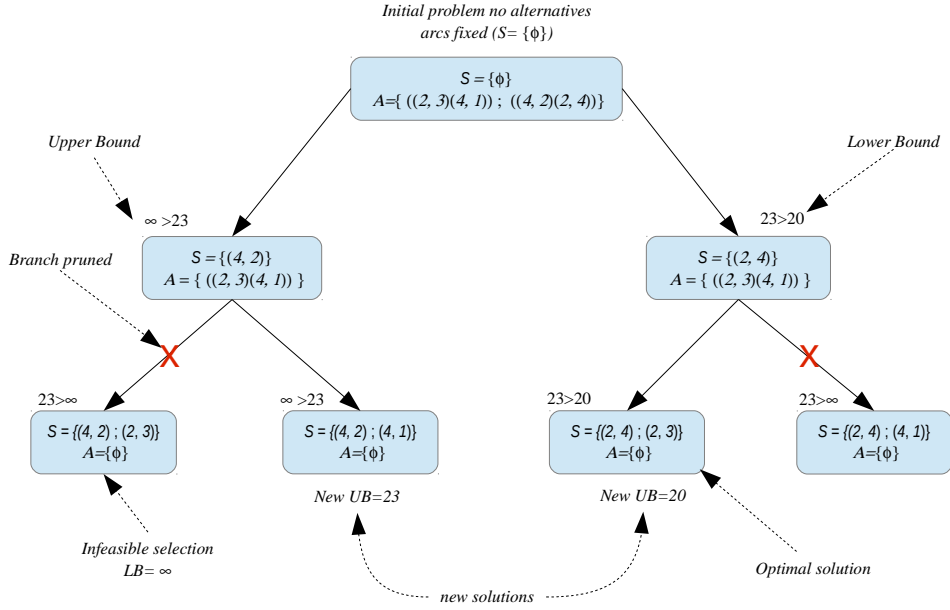 Initial problem no alternatives
arcs fixed (S= {ϕ})
S = {ϕ}
A={ ((2, 3)(4, 1)) ; ((4, 2)(2, 4))}
Upper Bound
Lower Bound
∞ >23
23>20
S = {(4, 2)}
A = { ((2, 3)(4, 1)) }
S = {(2, 4)}
A = { ((2, 3)(4, 1)) }
Branch pruned
X
X
23>∞
∞ >23
23>20
23>∞
S = {(4, 2) ; (2, 3)}
A={ϕ}
S = {(4, 2) ; (4, 1)}
A={ϕ}
S = {(2, 4) ; (2, 3)}
A={ϕ}
S = {(2, 4) ; (4, 1)}
A={ϕ}
New UB=23
New UB=20
Infeasible selection
LB= ∞
Optimal solution
new solutions